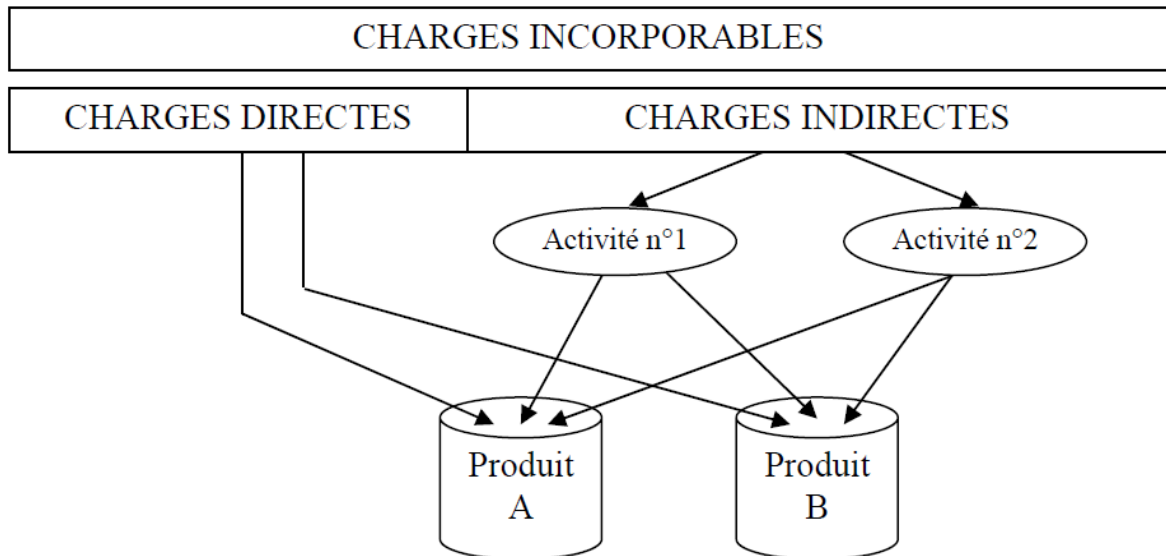 CHARGES INCORPORABLES
CHARGES DIRECTES
CHARGES INDIRECTES
Activité n°1
Activité n°2
Produit
A
Produit
B